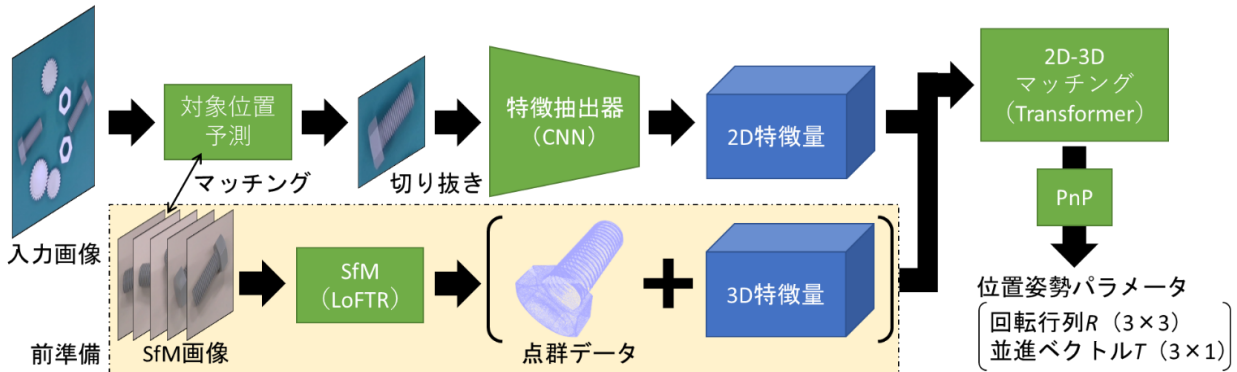 入力画像
対象位置
予測
マッチング
切り抜き
特徴抽出器
（CNN）
2D特徴量
2D-3D
マッチング
（Transformer）
PnP
位置姿勢パラメータ
回転行列R（3×3）
並進ベクトルT（3×1）
前準備
SfM画像
SfM
（LoFTR）
点群データ
3D特徴量